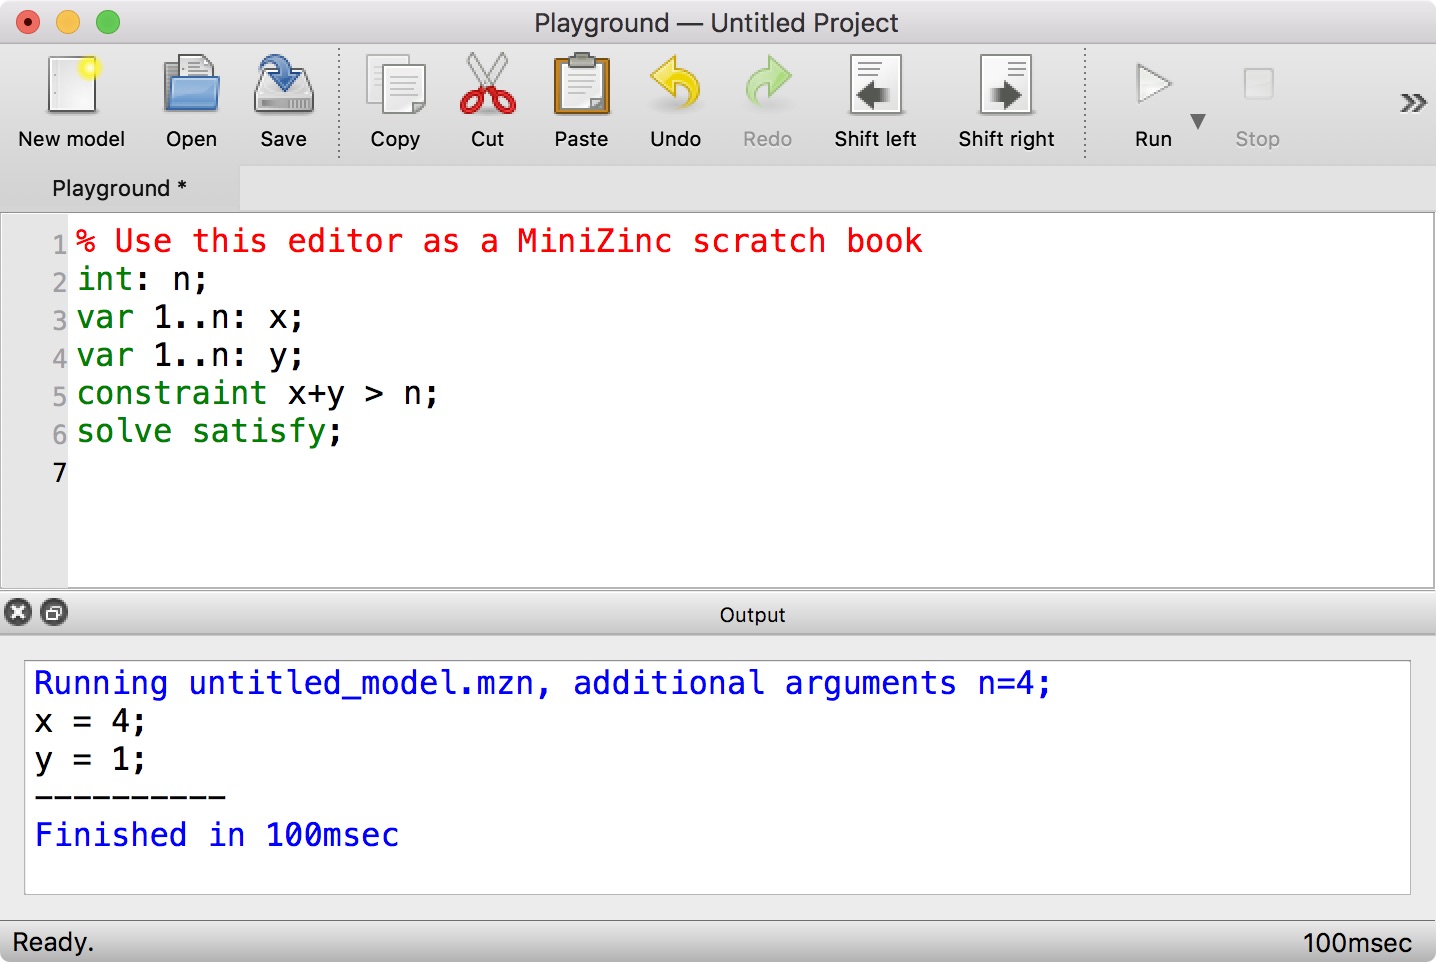 Playground — Untitled Project
New model Open Save Copy Cut Paste Undo Redo Shift left Shift right Run Stop
Playground *
1 % Use this editor as a MiniZinc scratch book
2 int: n;
3 var 1..n: x;
4 var 1..n: y;
5 constraint x+y > n;
6 solve satisfy;
7
Output
Running untitled_model.mzn, additional arguments n=4;
x = 4;
y = 1;
----------
Finished in 100msec
Ready. 100msec